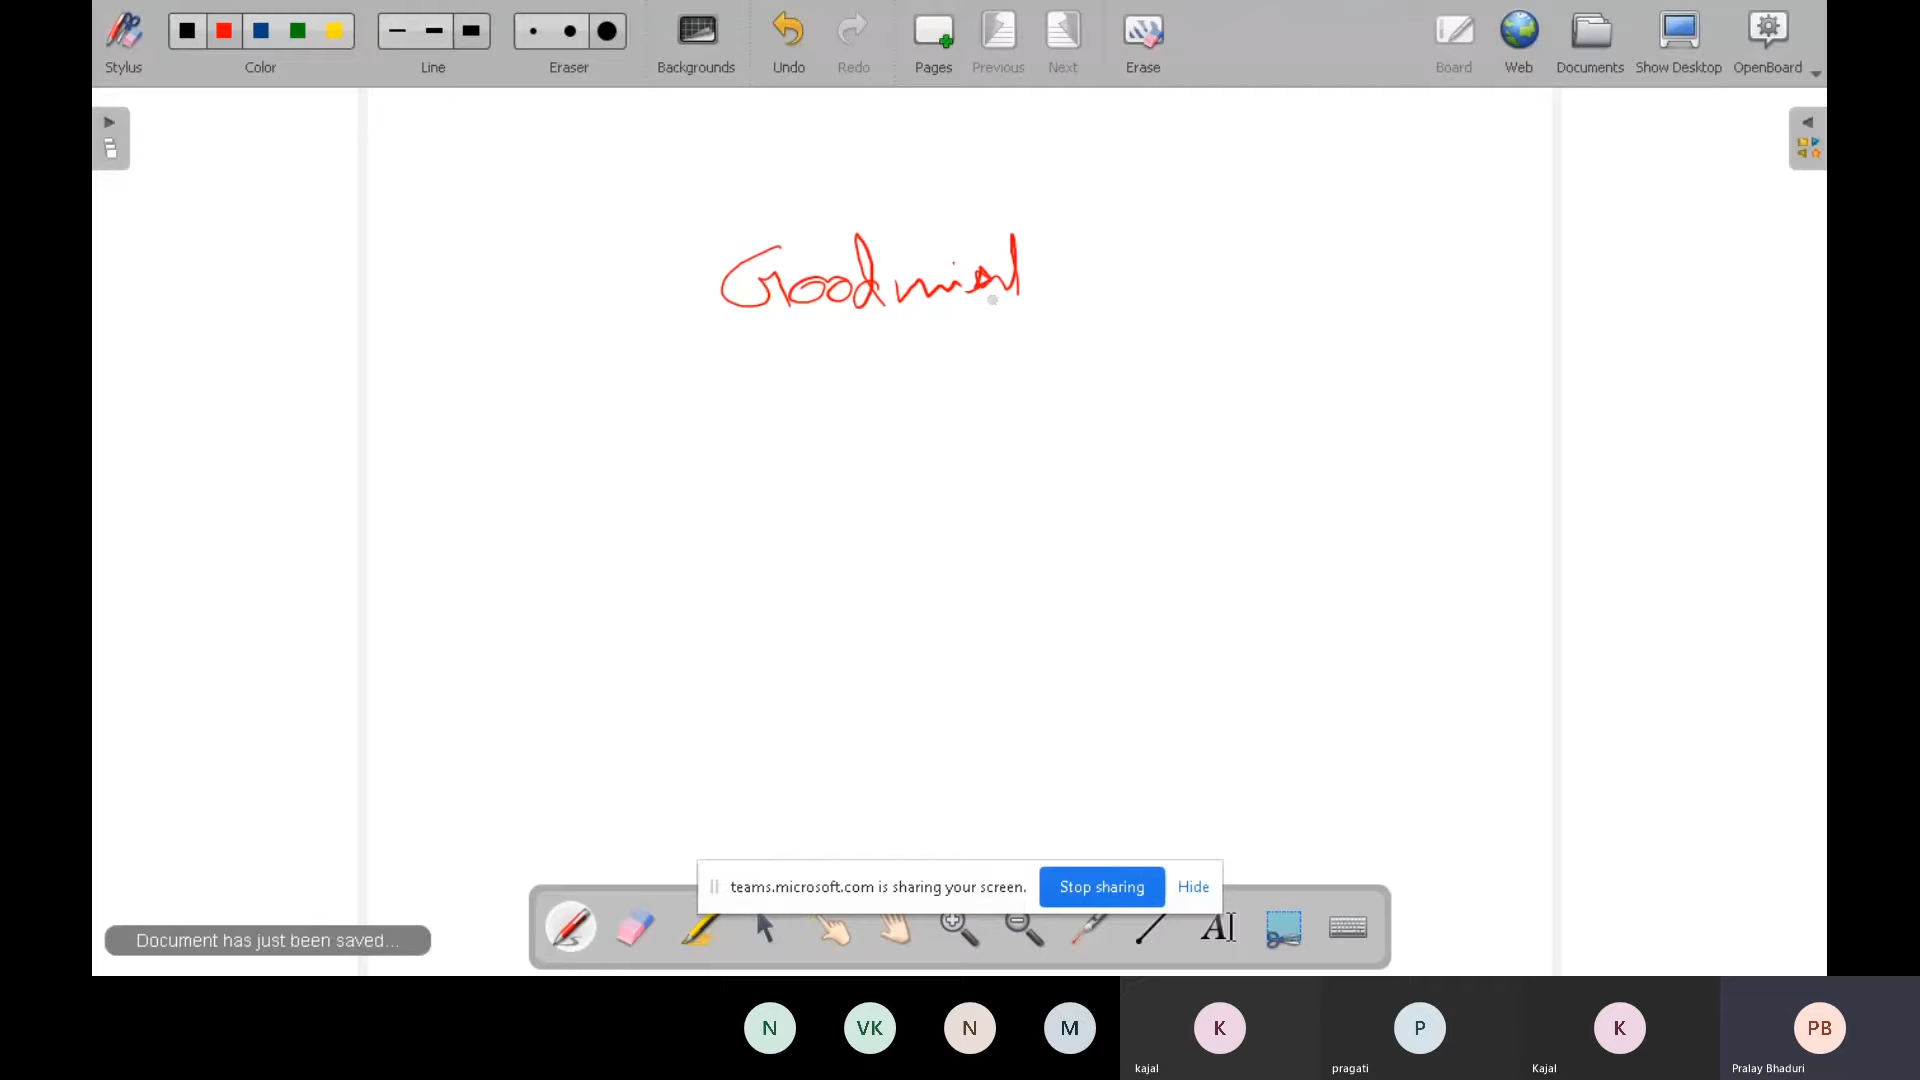 Stylus
Color
Line
Eraser
Backgrounds
Undo
Redo
Pages
Previous
Next
Erase
Board
Web
Documents
Show Desktop
OpenBoard
Good
teams.microsoft.com is sharing your screen.
Stop sharing
Hide
AI
Document has just been saved...
N
VK
N
M
K
P
K
PB
kajal
pragati
Kajal
Pralay Bhaduri